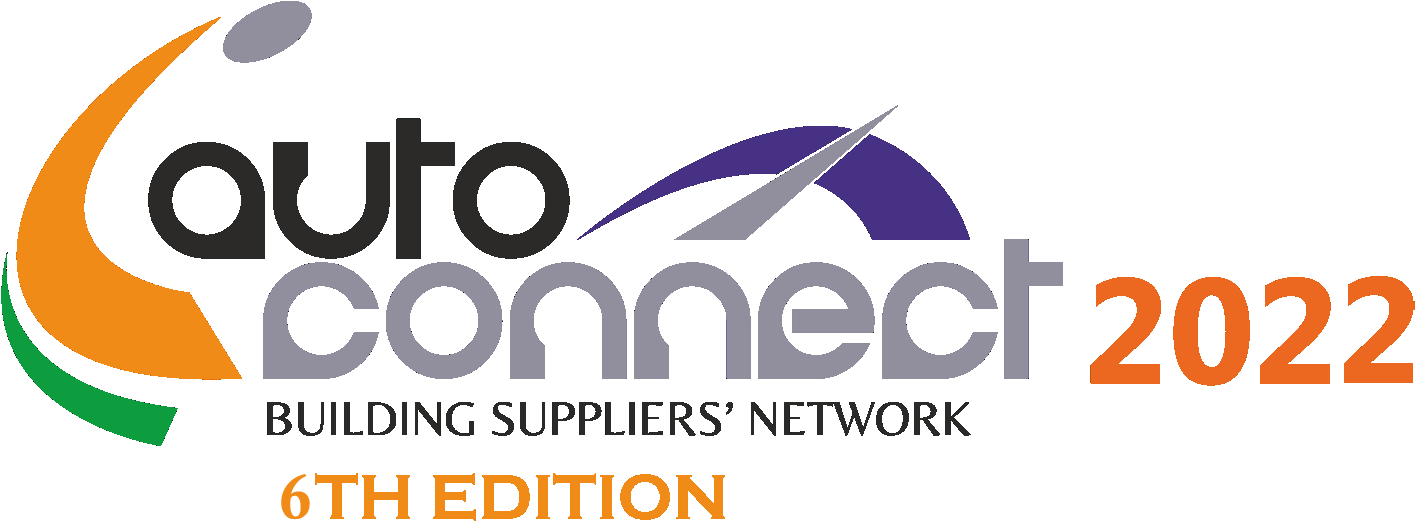 auto
connect 2022
BUILDING SUPPLIERS’ NETWORK
6TH EDITION